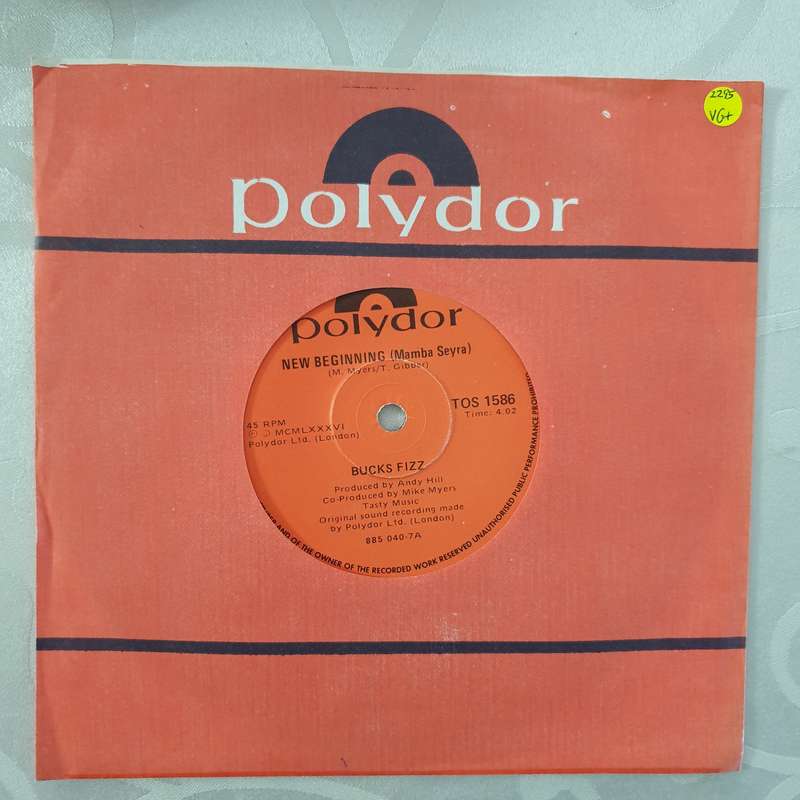 2295
VG+
polydor
polydor
NEW BEGINNING (Mamba Seyra)
(M. Myers/T. Gibber)
TOS 1586
Time: 4.02
45 RPM
Ⓟ MCMLXXXVI
Polydor Ltd. (London)
BUCKS FIZZ
Produced by Andy Hill
Co-Produced by Mike Myers
Tasty Music
Original sound recording made
by Polydor Ltd. (London)
885 040-7A
AND OF THE OWNER OF THE RECORDED WORK RESERVED UNAUTHORISED PUBLIC PERFORMANCE PROHIBITED